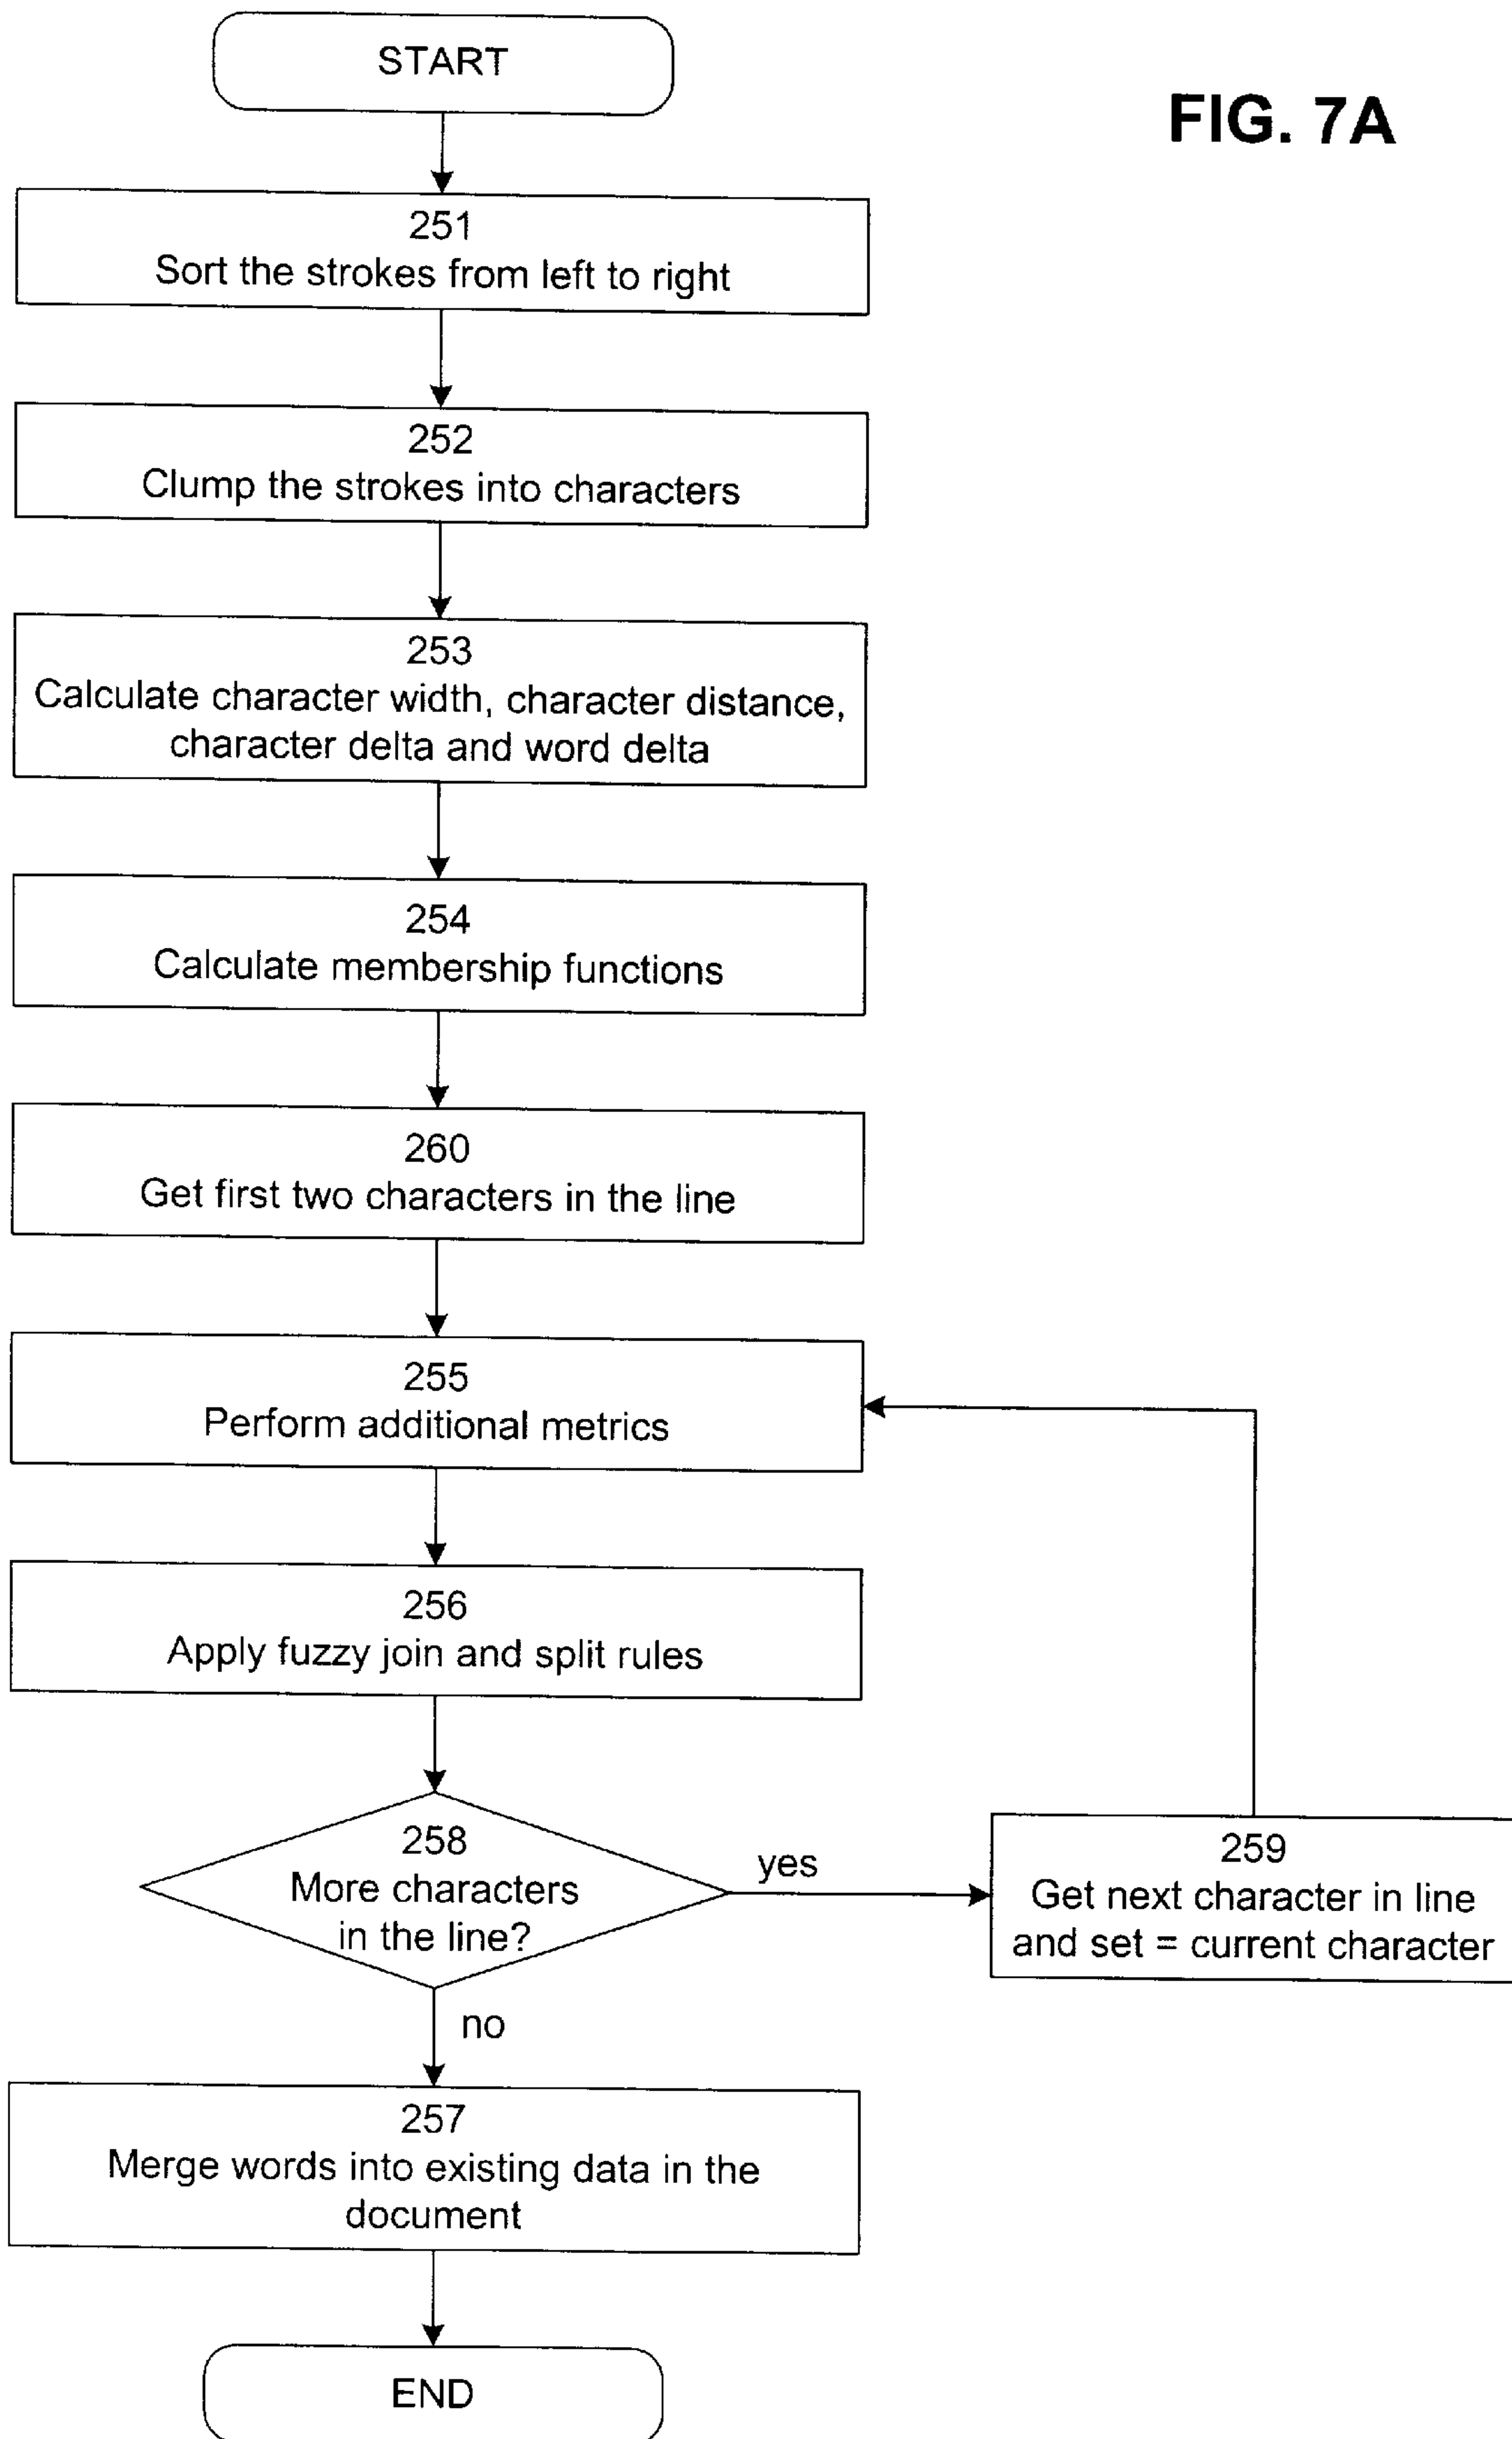 START
FIG. 7A
251
Sort the strokes from left to right
252
Clump the strokes into characters
253
Calculate character width, character distance,
character delta and word delta
254
Calculate membership functions
260
Get first two characters in the line
255
Perform additional metrics
256
Apply fuzzy join and split rules
258
More characters
in the line?
yes
259
Get next character in line
and set = current character
no
257
Merge words into existing data in the
document
END